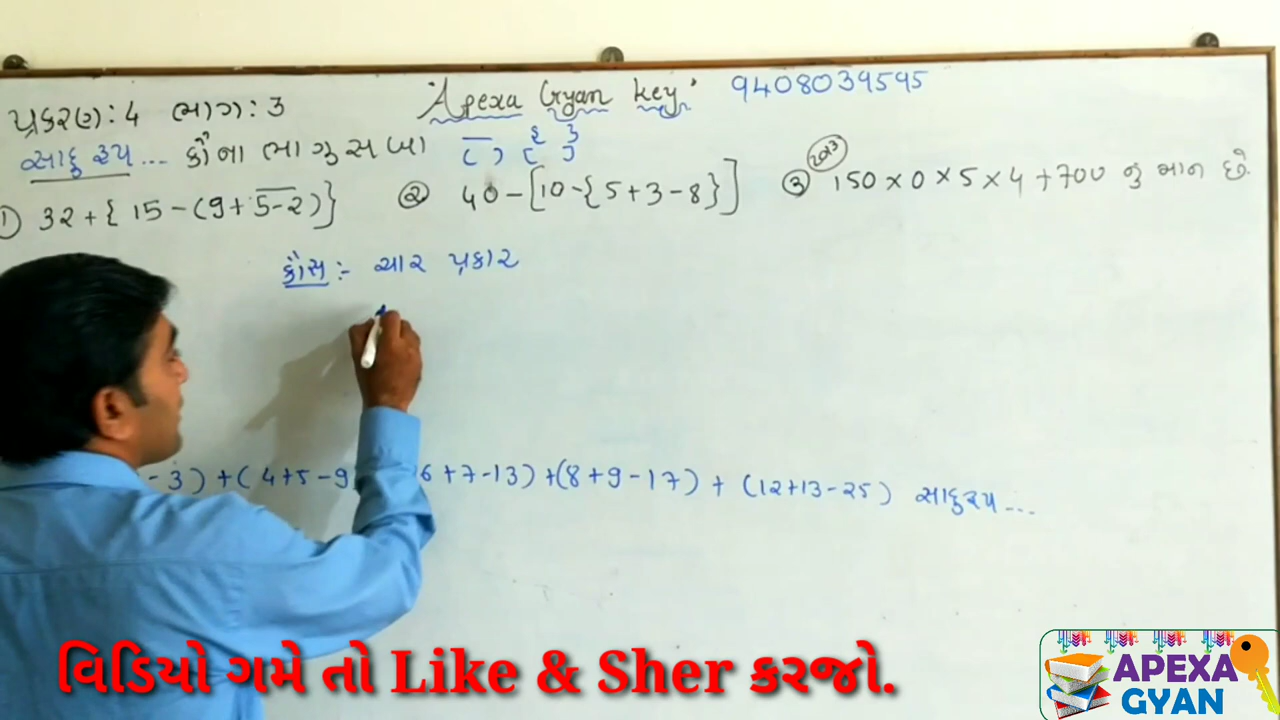 પ્રકરણ : 4 ભાગ : 3
"Apexa Gyan key" 9408039595
સાદુ રૂપ ... કૌના ભાગુસબા ( ) { } [ ]
① 32 + { 15 - (9 + 5-2) }
② 40 - [10 - { 5 + 3 - 8 } ]
③ 2013 150 × 0 × 5 × 4 + 700 નુ માન છે.
કૌંસ :- ચાર પ્રકાર
- 3) + ( 4+5-9 6 + 7-13) + (8 + 9 - 17) + (12+13-25) સાદુરૂપ ...
વિડિયો ગમે તો Like & Sher કરજો.
APEXA
GYAN